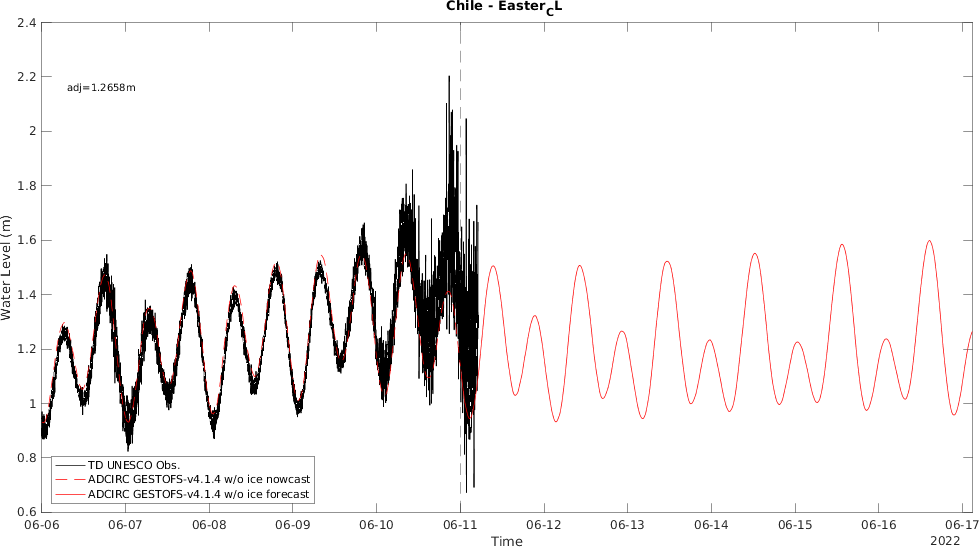 Chile - Easter_CL
adj=1.2658m
Water Level (m)
2.4
2.2
2
1.8
1.6
1.4
1.2
1
0.8
0.6
TD UNESCO Obs.
ADCIRC GESTOFS-v4.1.4 w/o ice nowcast
ADCIRC GESTOFS-v4.1.4 w/o ice forecast
06-06 06-07 06-08 06-09 06-10 06-11 06-12 06-13 06-14 06-15 06-16 06-17
Time
2022